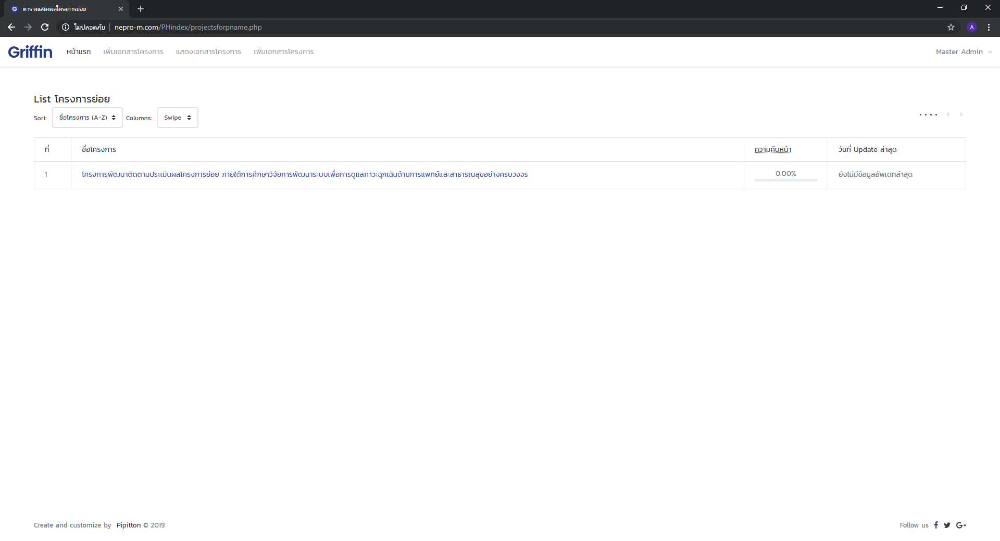 ตารางแสดงผลโครงการย่อย
ไม่ปลอดภัย nepro-m.com/PHindex/projectsforpname.php A
Griffin หน้าแรก เพิ่มเอกสารโครงการ แสดงเอกสารโครงการ เพิ่มเอกสารโครงการ Master Admin
List โครงการย่อย
Sort: ชื่อโครงการ (A-Z) Columns: Swipe
ที่ ชื่อโครงการ ความคืบหน้า วันที่ Update ล่าสุด
1 โครงการพัฒนาติดตามประเมินผลโครงการย่อย ภายใต้การศึกษาวิจัยการพัฒนาระบบเพื่อการดูแลภาวะฉุกเฉินด้านการแพทย์และสาธารณสุขอย่างครบวงจร 0.00% ยังไม่มีข้อมูลอัพเดทล่าสุด
Create and customize by Pipitton © 2019 Follow us G+